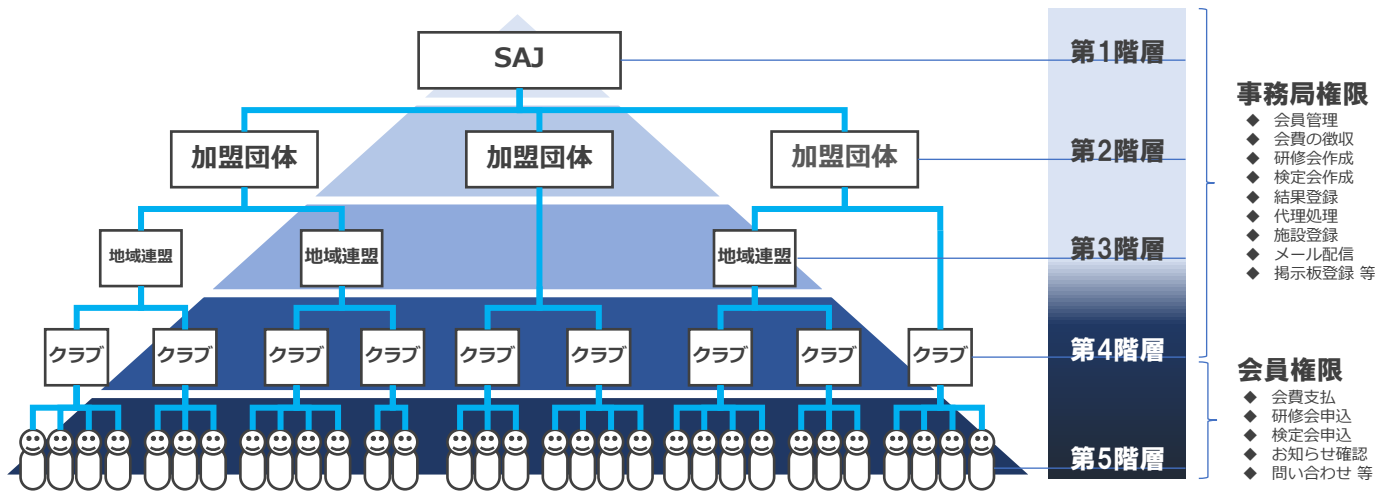 SAJ
第1階層
加盟団体
加盟団体
加盟団体
第2階層
地域連盟
地域連盟
地域連盟
第3階層
クラブ
クラブ
クラブ
クラブ
クラブ
クラブ
クラブ
クラブ
クラブ
第4階層
第5階層
事務局権限
◆ 会員管理
◆ 会費の徴収
◆ 研修会作成
◆ 検定会作成
◆ 結果登録
◆ 代理処理
◆ 施設登録
◆ メール配信
◆ 掲示板登録 等
会員権限
◆ 会費支払
◆ 研修会申込
◆ 検定会申込
◆ お知らせ確認
◆ 問い合わせ 等